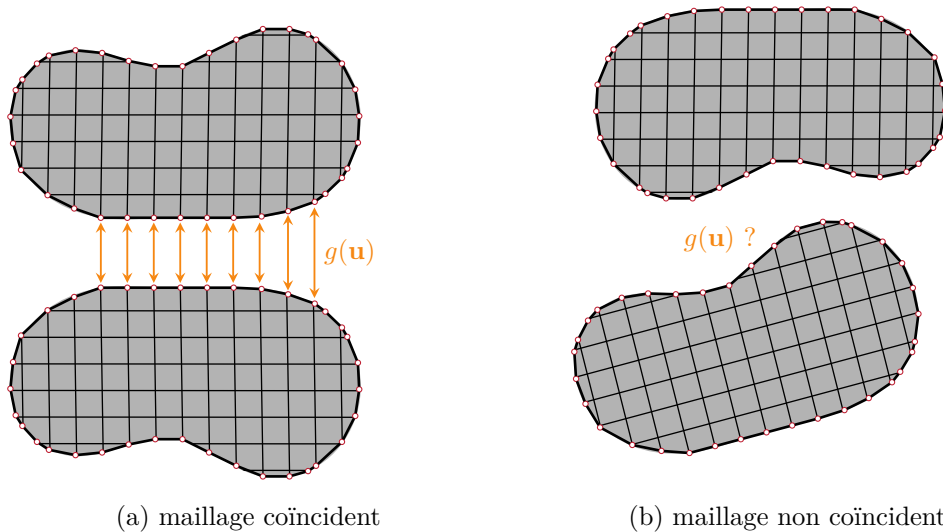 g(u)
g(u) ?
(a) maillage coïncident
(b) maillage non coïncident